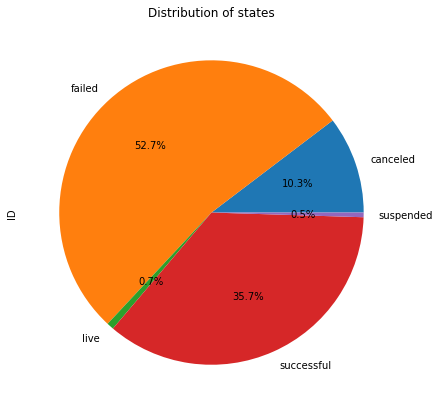 Distribution of states
failed
52.7%
canceled
10.3%
ID
suspended
0.5%
0.7%
35.7%
live
successful